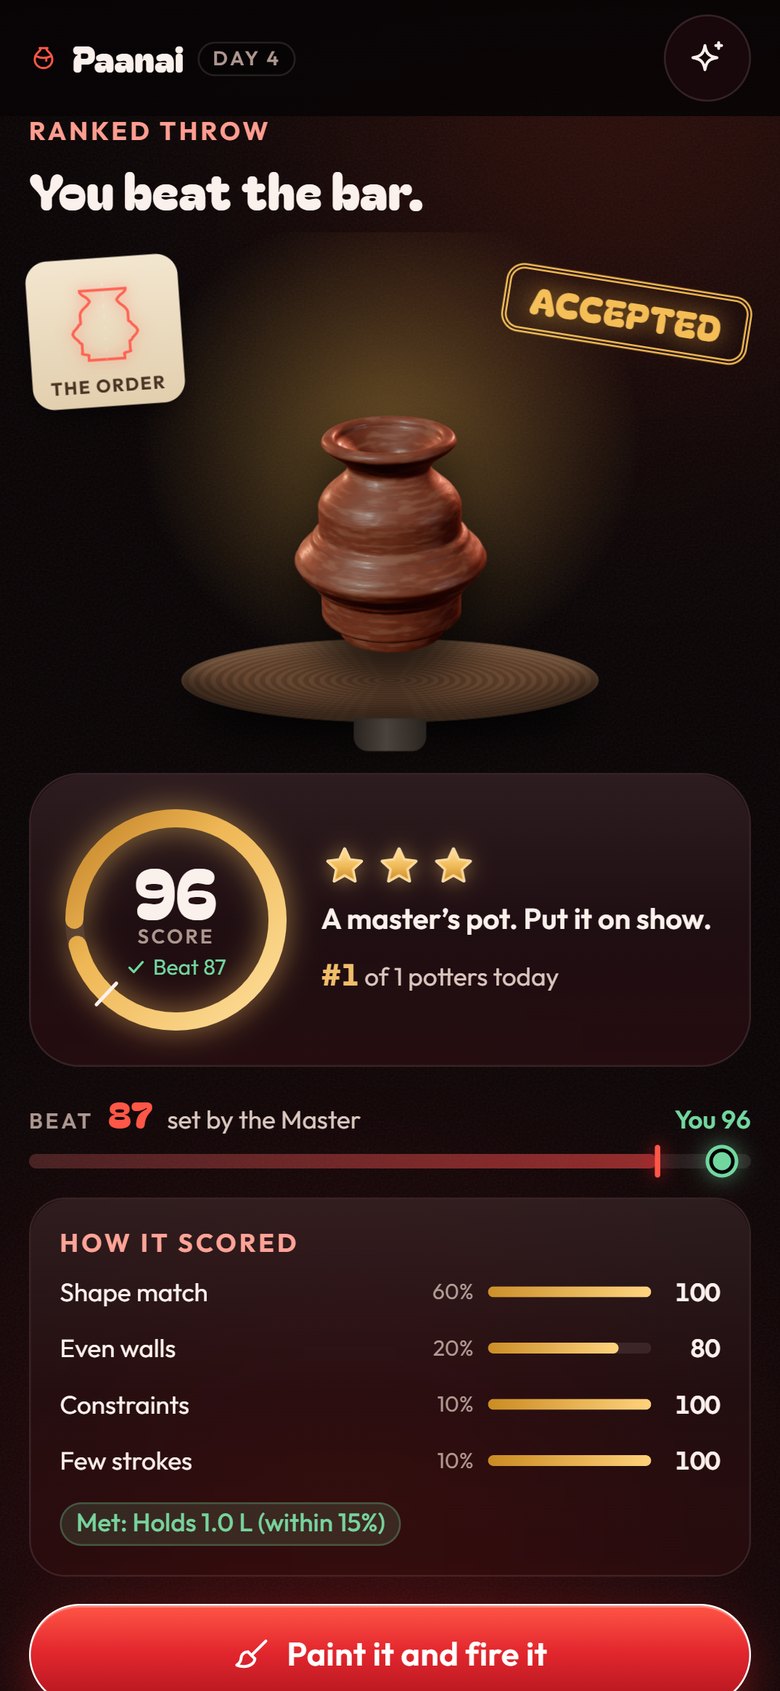 Paanai DAY 4
RANKED THROW
You beat the bar.
THE ORDER
ACCEPTED
96
SCORE
Beat 87
A master's pot. Put it on show.
#1 of 1 potters today
BEAT 87 set by the Master You 96
HOW IT SCORED
Shape match 60% 100
Even walls 20% 80
Constraints 10% 100
Few strokes 10% 100
Met: Holds 1.0 L (within 15%)
Paint it and fire it